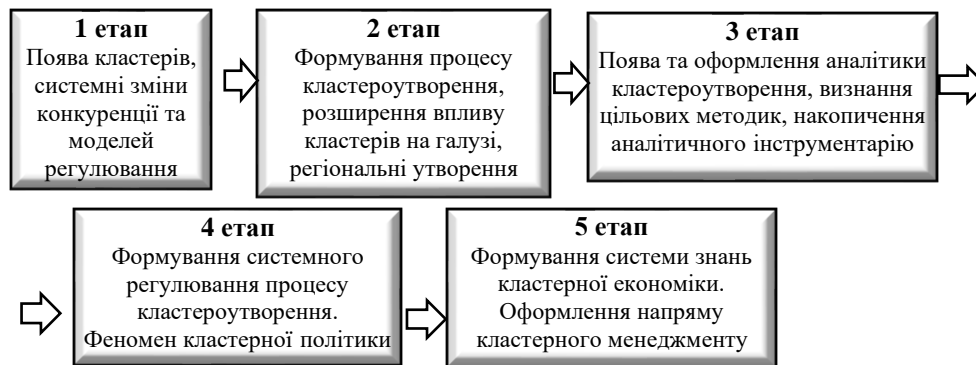 1 етап
Поява кластерів,
системні зміни
конкуренції та
моделей
регулювання
2 етап
Формування процесу
кластероутворення,
розширення впливу
кластерів на галузі,
регіональні утворення
3 етап
Поява та оформлення аналітики
кластероутворення, визнання
цільових методик, накопичення
аналітичного інструментарію
4 етап
Формування системного
регулювання процесу
кластероутворення.
Феномен кластерної політики
5 етап
Формування системи знань
кластерної економіки.
Оформлення напряму
кластерного менеджменту